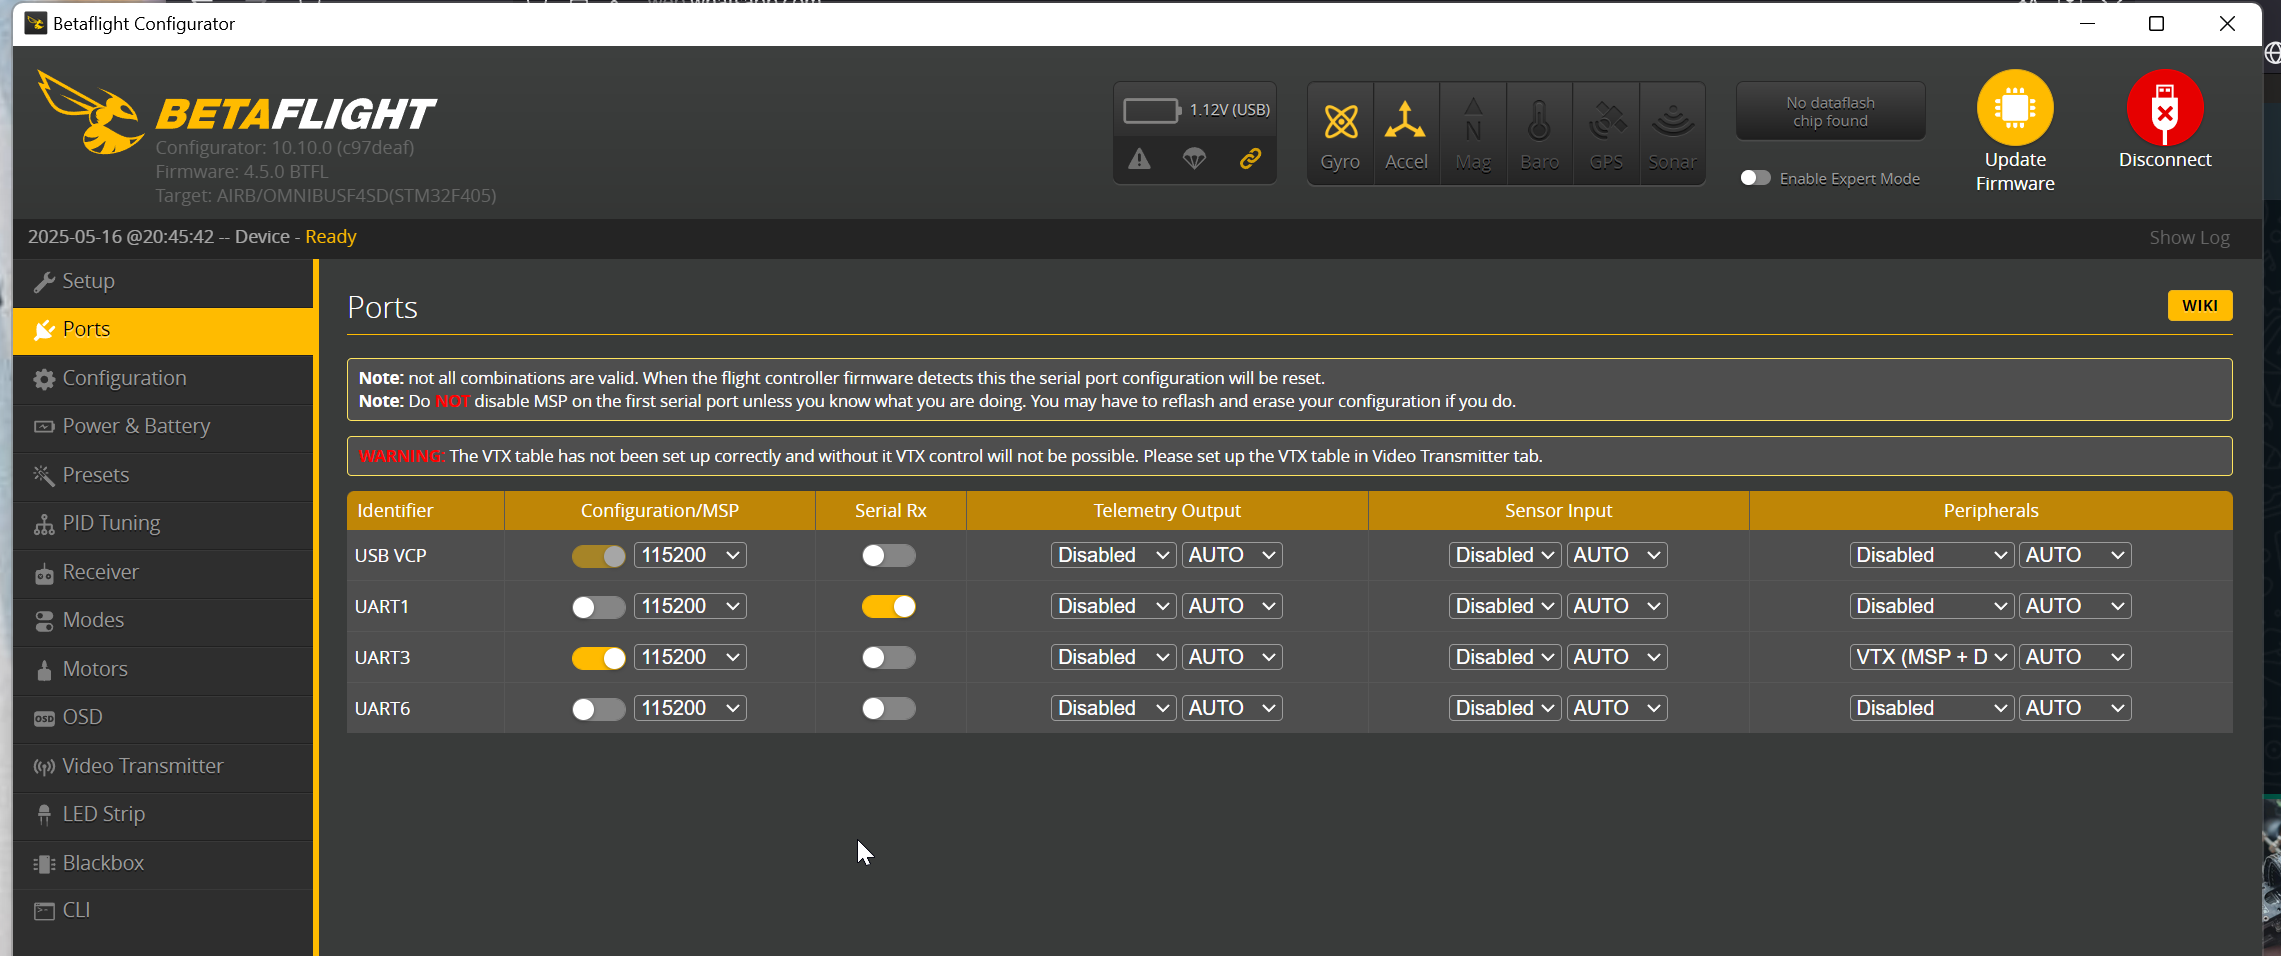 Betaflight Configurator
BETAFLIGHT
Configurator: 10.10.0 (c97deaf)
Firmware: 4.5.0 BTFL
Target: AIRB/OMNIBUSF4SD(STM32F405)
1.12V (USB)
Gyro Accel Mag Baro GPS Sonar
No dataflash
chip found
Enable Expert Mode
Update
Firmware
Disconnect
2025-05-16 @20:45:42 -- Device - Ready
Show Log
Setup
Ports
Configuration
Power & Battery
Presets
PID Tuning
Receiver
Modes
Motors
OSD
Video Transmitter
LED Strip
Blackbox
CLI
Ports
WIKI
Note: not all combinations are valid. When the flight controller firmware detects this the serial port configuration will be reset.
Note: Do NOT disable MSP on the first serial port unless you know what you are doing. You may have to reflash and erase your configuration if you do.
WARNING: The VTX table has not been set up correctly and without it VTX control will not be possible. Please set up the VTX table in Video Transmitter tab.
Identifier Configuration/MSP Serial Rx Telemetry Output Sensor Input Peripherals
USB VCP 115200 Disabled AUTO Disabled AUTO Disabled AUTO
UART1 115200 Disabled AUTO Disabled AUTO Disabled AUTO
UART3 115200 Disabled AUTO Disabled AUTO VTX (MSP + D AUTO
UART6 115200 Disabled AUTO Disabled AUTO Disabled AUTO